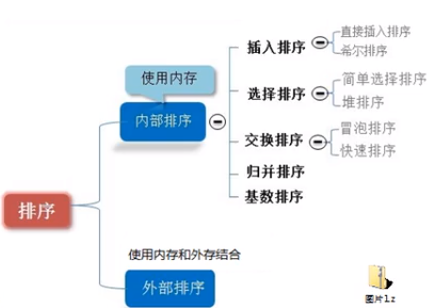 直接插入排序
插入排序
希尔排序
使用内存
简单选择排序
选择排序
堆排序
内部排序
冒泡排序
交换排序
快速排序
归并排序
基数排序
排序
使用内存和外存结合
外部排序
图片lz